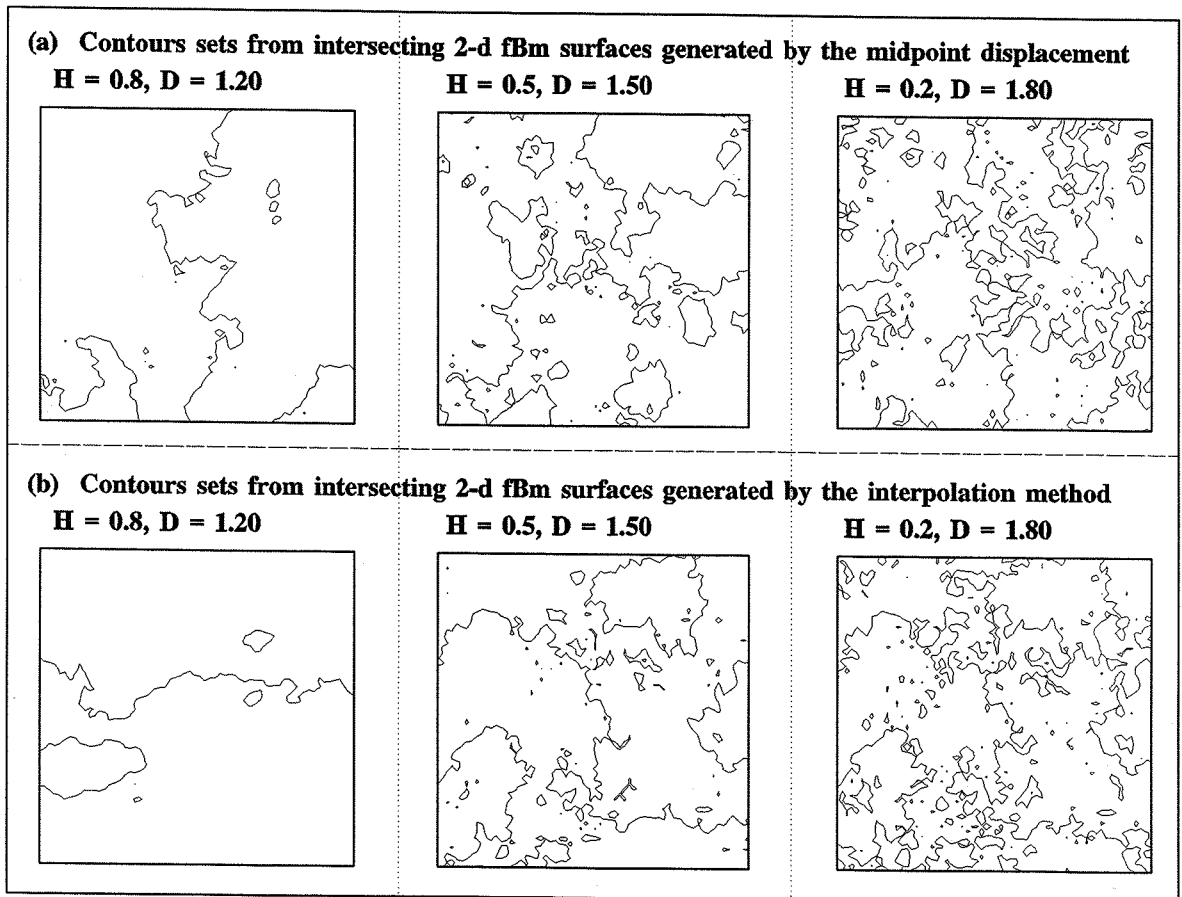 (a) Contours sets from intersecting 2-d fBm surfaces generated by the midpoint displacement
H = 0.8, D = 1.20
H = 0.5, D = 1.50
H = 0.2, D = 1.80
(b) Contours sets from intersecting 2-d fBm surfaces generated by the interpolation method
H = 0.8, D = 1.20
H = 0.5, D = 1.50
H = 0.2, D = 1.80